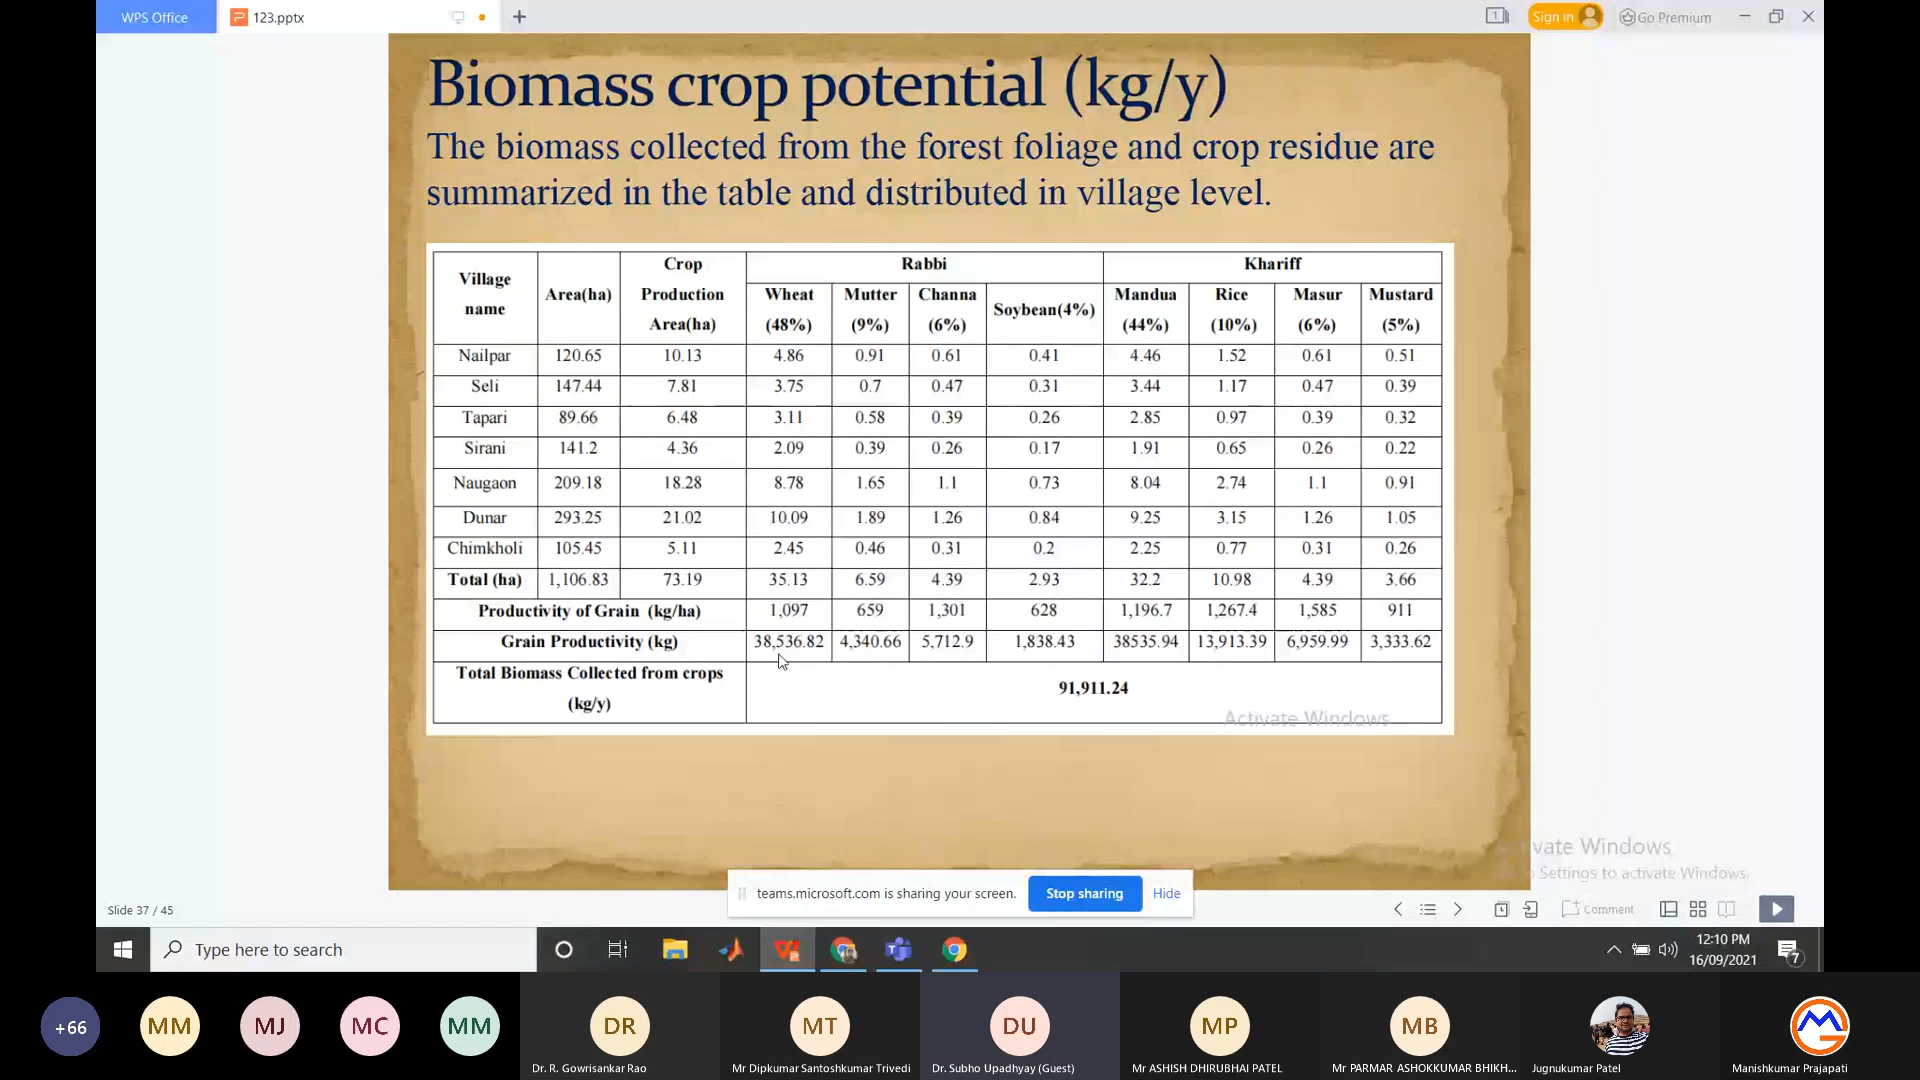 WPS Office
123.pptx
1
Sign in
Go Premium
Biomass crop potential (kg/y)
The biomass collected from the forest foliage and crop residue are
summarized in the table and distributed in village level.
Village name Area(ha) Crop Production Area(ha) Rabbi Khariff
Wheat (48%) Mutter (9%) Channa (6%) Soybean(4%) Mandua (44%) Rice (10%) Masur (6%) Mustard (5%)
Nailpar 120.65 10.13 4.86 0.91 0.61 0.41 4.46 1.52 0.61 0.51
Seli 147.44 7.81 3.75 0.7 0.47 0.31 3.44 1.17 0.47 0.39
Tapari 89.66 6.48 3.11 0.58 0.39 0.26 2.85 0.97 0.39 0.32
Sirani 141.2 4.36 2.09 0.39 0.26 0.17 1.91 0.65 0.26 0.22
Naugaon 209.18 18.28 8.78 1.65 1.1 0.73 8.04 2.74 1.1 0.91
Dunar 293.25 21.02 10.09 1.89 1.26 0.84 9.25 3.15 1.26 1.05
Chimkholi 105.45 5.11 2.45 0.46 0.31 0.2 2.25 0.77 0.31 0.26
Total (ha) 1,106.83 73.19 35.13 6.59 4.39 2.93 32.2 10.98 4.39 3.66
Productivity of Grain (kg/ha) 1,097 659 1,301 628 1,196.7 1,267.4 1,585 911
Grain Productivity (kg) 38,536.82 4,340.66 5,712.9 1,838.43 38535.94 13,913.39 6,959.99 3,333.62
Total Biomass Collected from crops (kg/y) 91,911.24
Activate Windows
vate Windows
Settings to activate Windows.
teams.microsoft.com is sharing your screen. Stop sharing Hide
Slide 37 / 45
Comment
Type here to search
12:10 PM
16/09/2021
7
+66 MM MJ MC MM DR MT DU MP MB
Dr. R. Gowrisankar Rao
Mr Dipkumar Santoshkumar Trivedi
Dr. Subho Upadhyay (Guest)
Mr ASHISH DHIRUBHAI PATEL
Mr PARMAR ASHOKKUMAR BHIKH...
Jugnukumar Patel
Manishkumar Prajapati